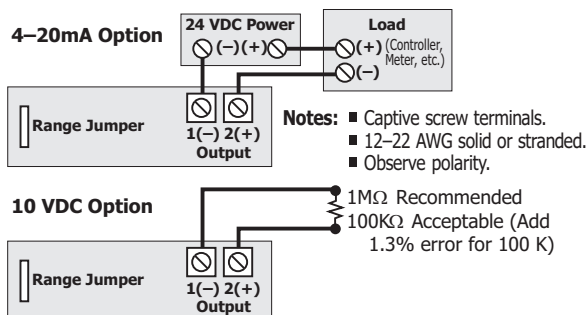 4–20mA Option
24 VDC Power
(–)(+)
Load
(+) (Controller,
Meter, etc.)
(–)
Range Jumper
1(–) 2(+)
Output
Notes: ■ Captive screw terminals.
■ 12–22 AWG solid or stranded.
■ Observe polarity.
10 VDC Option
1MΩ Recommended
100KΩ Acceptable (Add
1.3% error for 100 K)
Range Jumper
1(–) 2(+)
Output